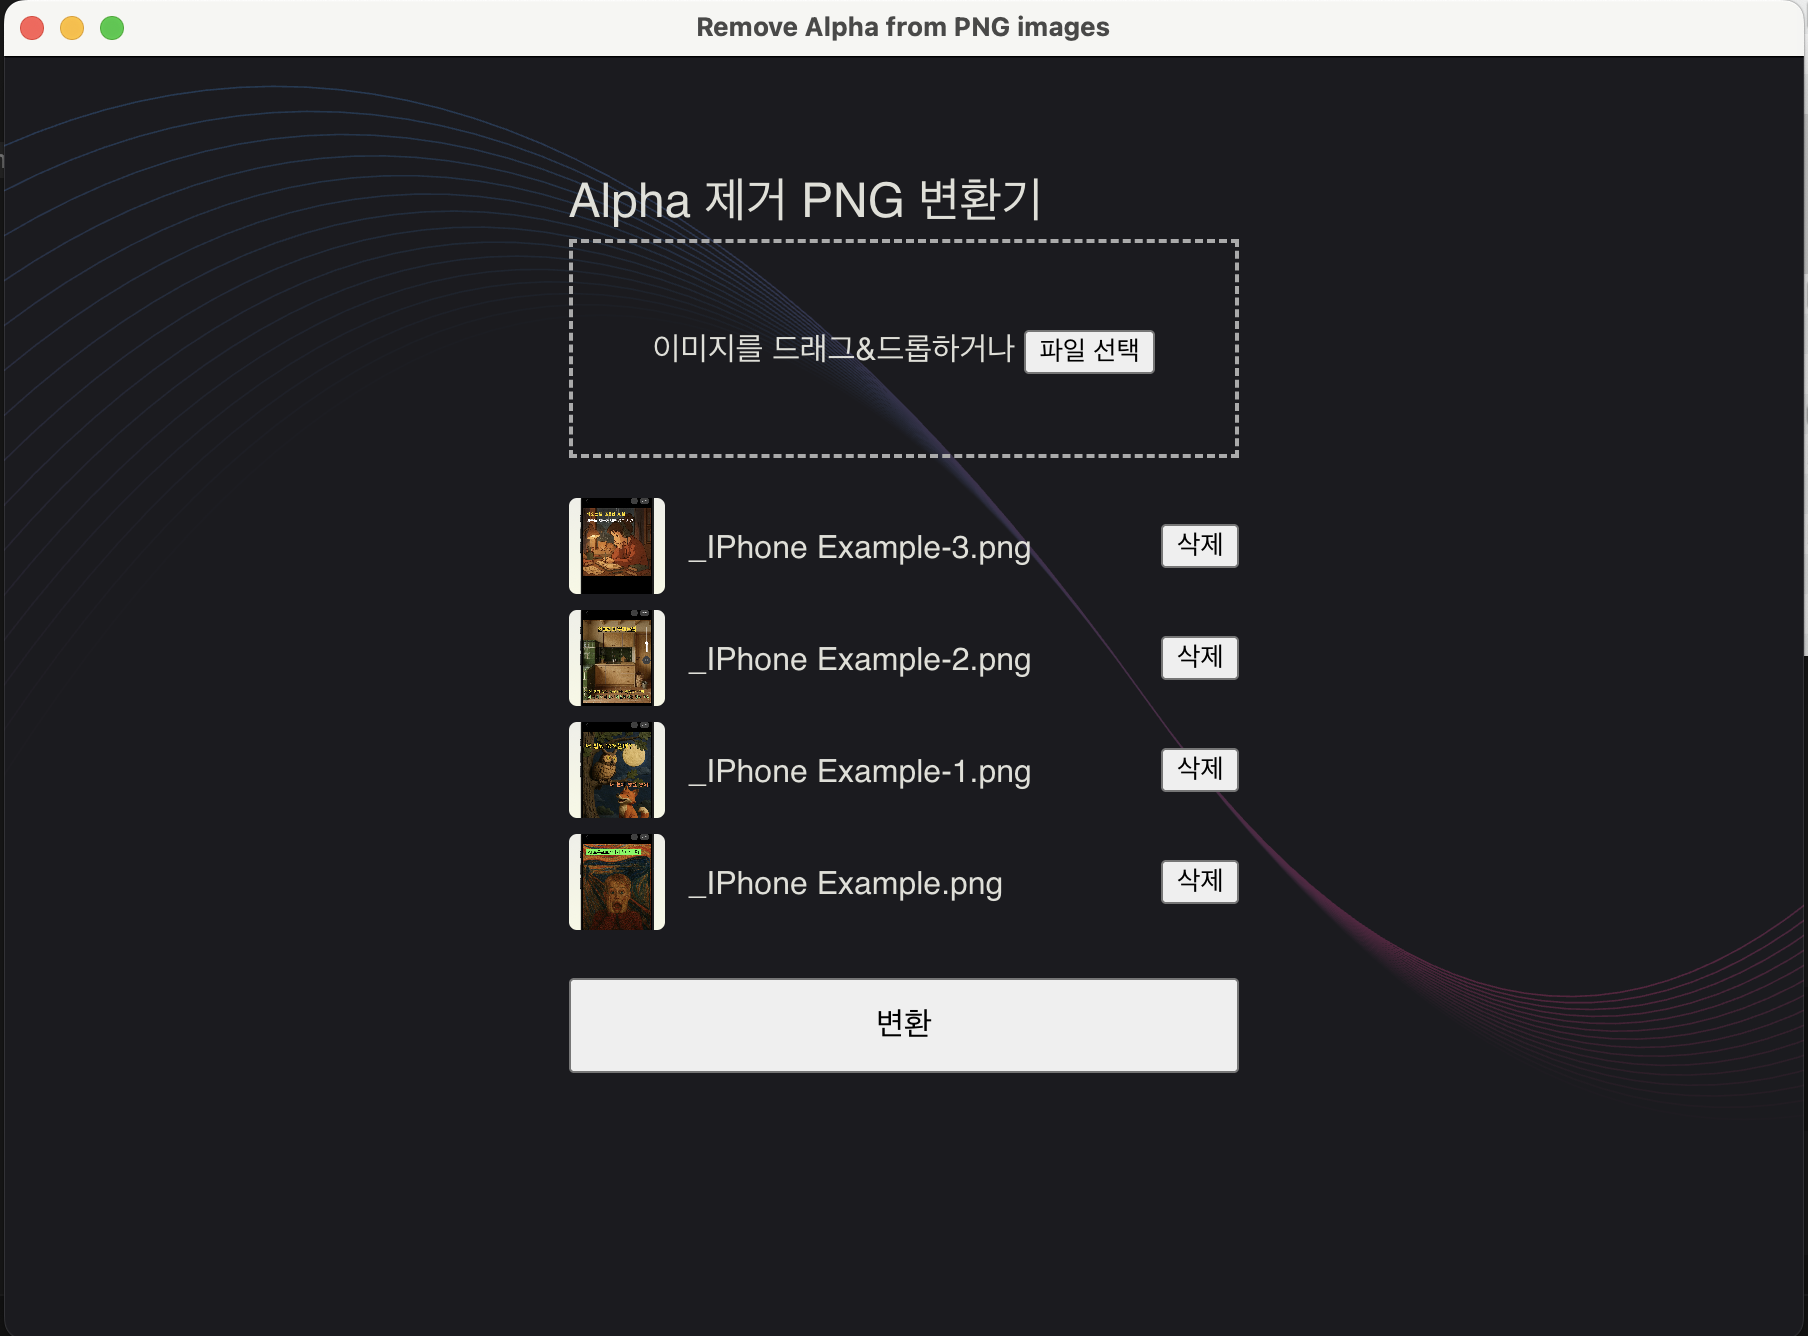 Remove Alpha from PNG images
Alpha 제거 PNG 변환기
이미지를 드래그&드롭하거나 파일 선택
_IPhone Example-3.png 삭제
_IPhone Example-2.png 삭제
_IPhone Example-1.png 삭제
_IPhone Example.png 삭제
변환